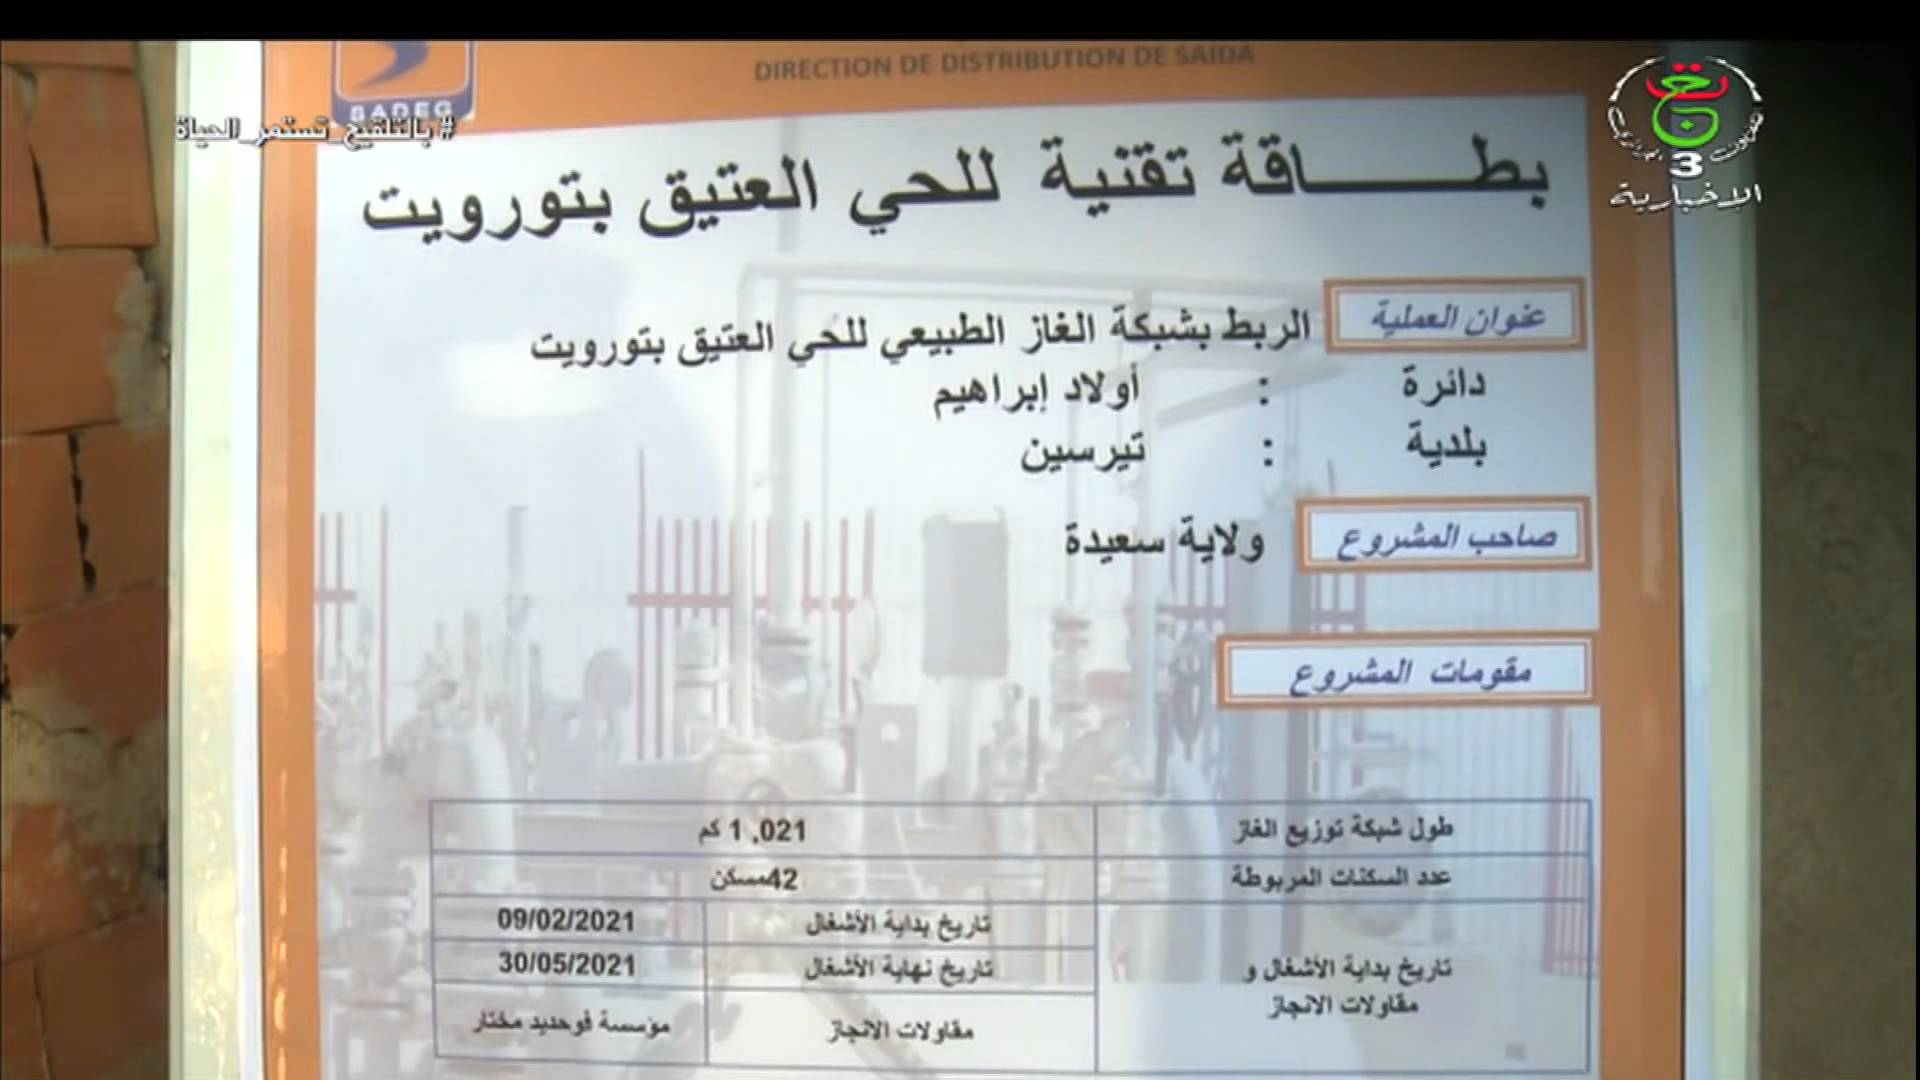 DIRECTION DE DISTRIBUTION DE SAIDA
SADEG
#بالتلقيح_تستمر_الحياة
3
الإخبارية
بطـــــــاقة تقنية للحي العتيق بتورويت
عنوان العملية الربط بشبكة الغاز الطبيعي للحي العتيق بتورويت
دائرة : أولاد إبراهيم
بلدية : تيرسين
صاحب المشروع ولاية سعيدة
مقومات المشروع
طول شبكة توزيع الغاز 1 ,021 كم
عدد السكنات المربوطة 42مسكن
تاريخ بداية الأشغال و مقاولات الانجاز
تاريخ بداية الأشغال 09/02/2021
تاريخ نهاية الأشغال 30/05/2021
مقاولات الانجاز مؤسسة فوحديد مختار